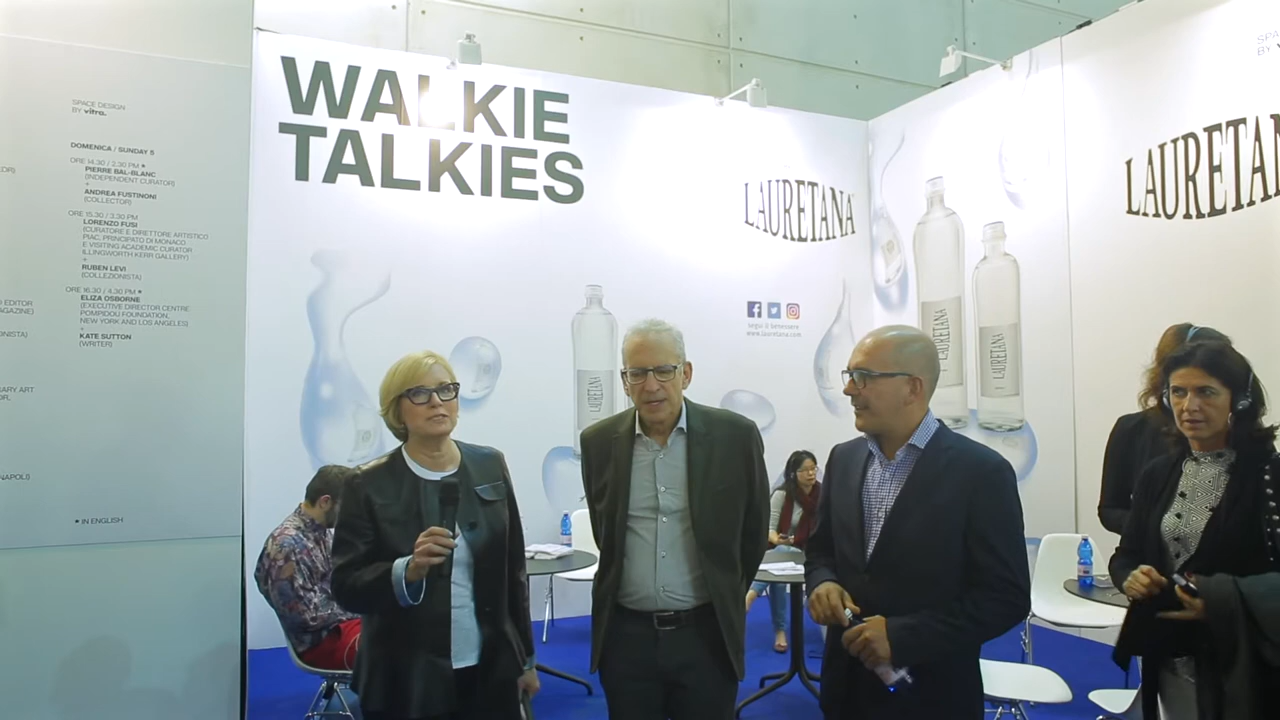 SPACE DESIGN
BY vitra.
DOMENICA / SUNDAY 5
ORE 14.30 / 2.30 PM *
PIERRE BAL-BLANC
(INDEPENDENT CURATOR)
+
ANDREA FUSTINONI
(COLLECTOR)
ORE 15.30 / 3.30 PM
LORENZO FUSI
(CURATORE E DIRETTORE ARTISTICO
PIAC, PRINCIPATO DI MONACO
E VISITING ACADEMIC CURATOR
ILLINGWORTH KERR GALLERY)
+
RUBEN LEVI
(COLLEZIONISTA)
ORE 16.30 / 4.30 PM *
ELIZA OSBORNE
(EXECUTIVE DIRECTOR CENTRE
POMPIDOU FOUNDATION,
NEW YORK AND LOS ANGELES)
+
KATE SUTTON
(WRITER)
* IN ENGLISH
EDITOR
NAPOLI)
WALKIE
TALKIES
LAURETANA
segui il benessere
www.lauretana.com
LAURETANA
LAURETANA
LAURETANA
LAURETANA
BY